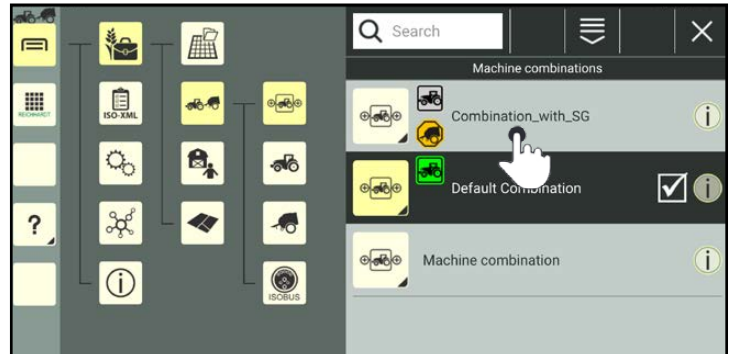 Search
Machine combinations
REICHHARDT
ISO-XML
Combination_with_SG
i
Default Combination
i
?
Machine combination
i
i
ISOBUS